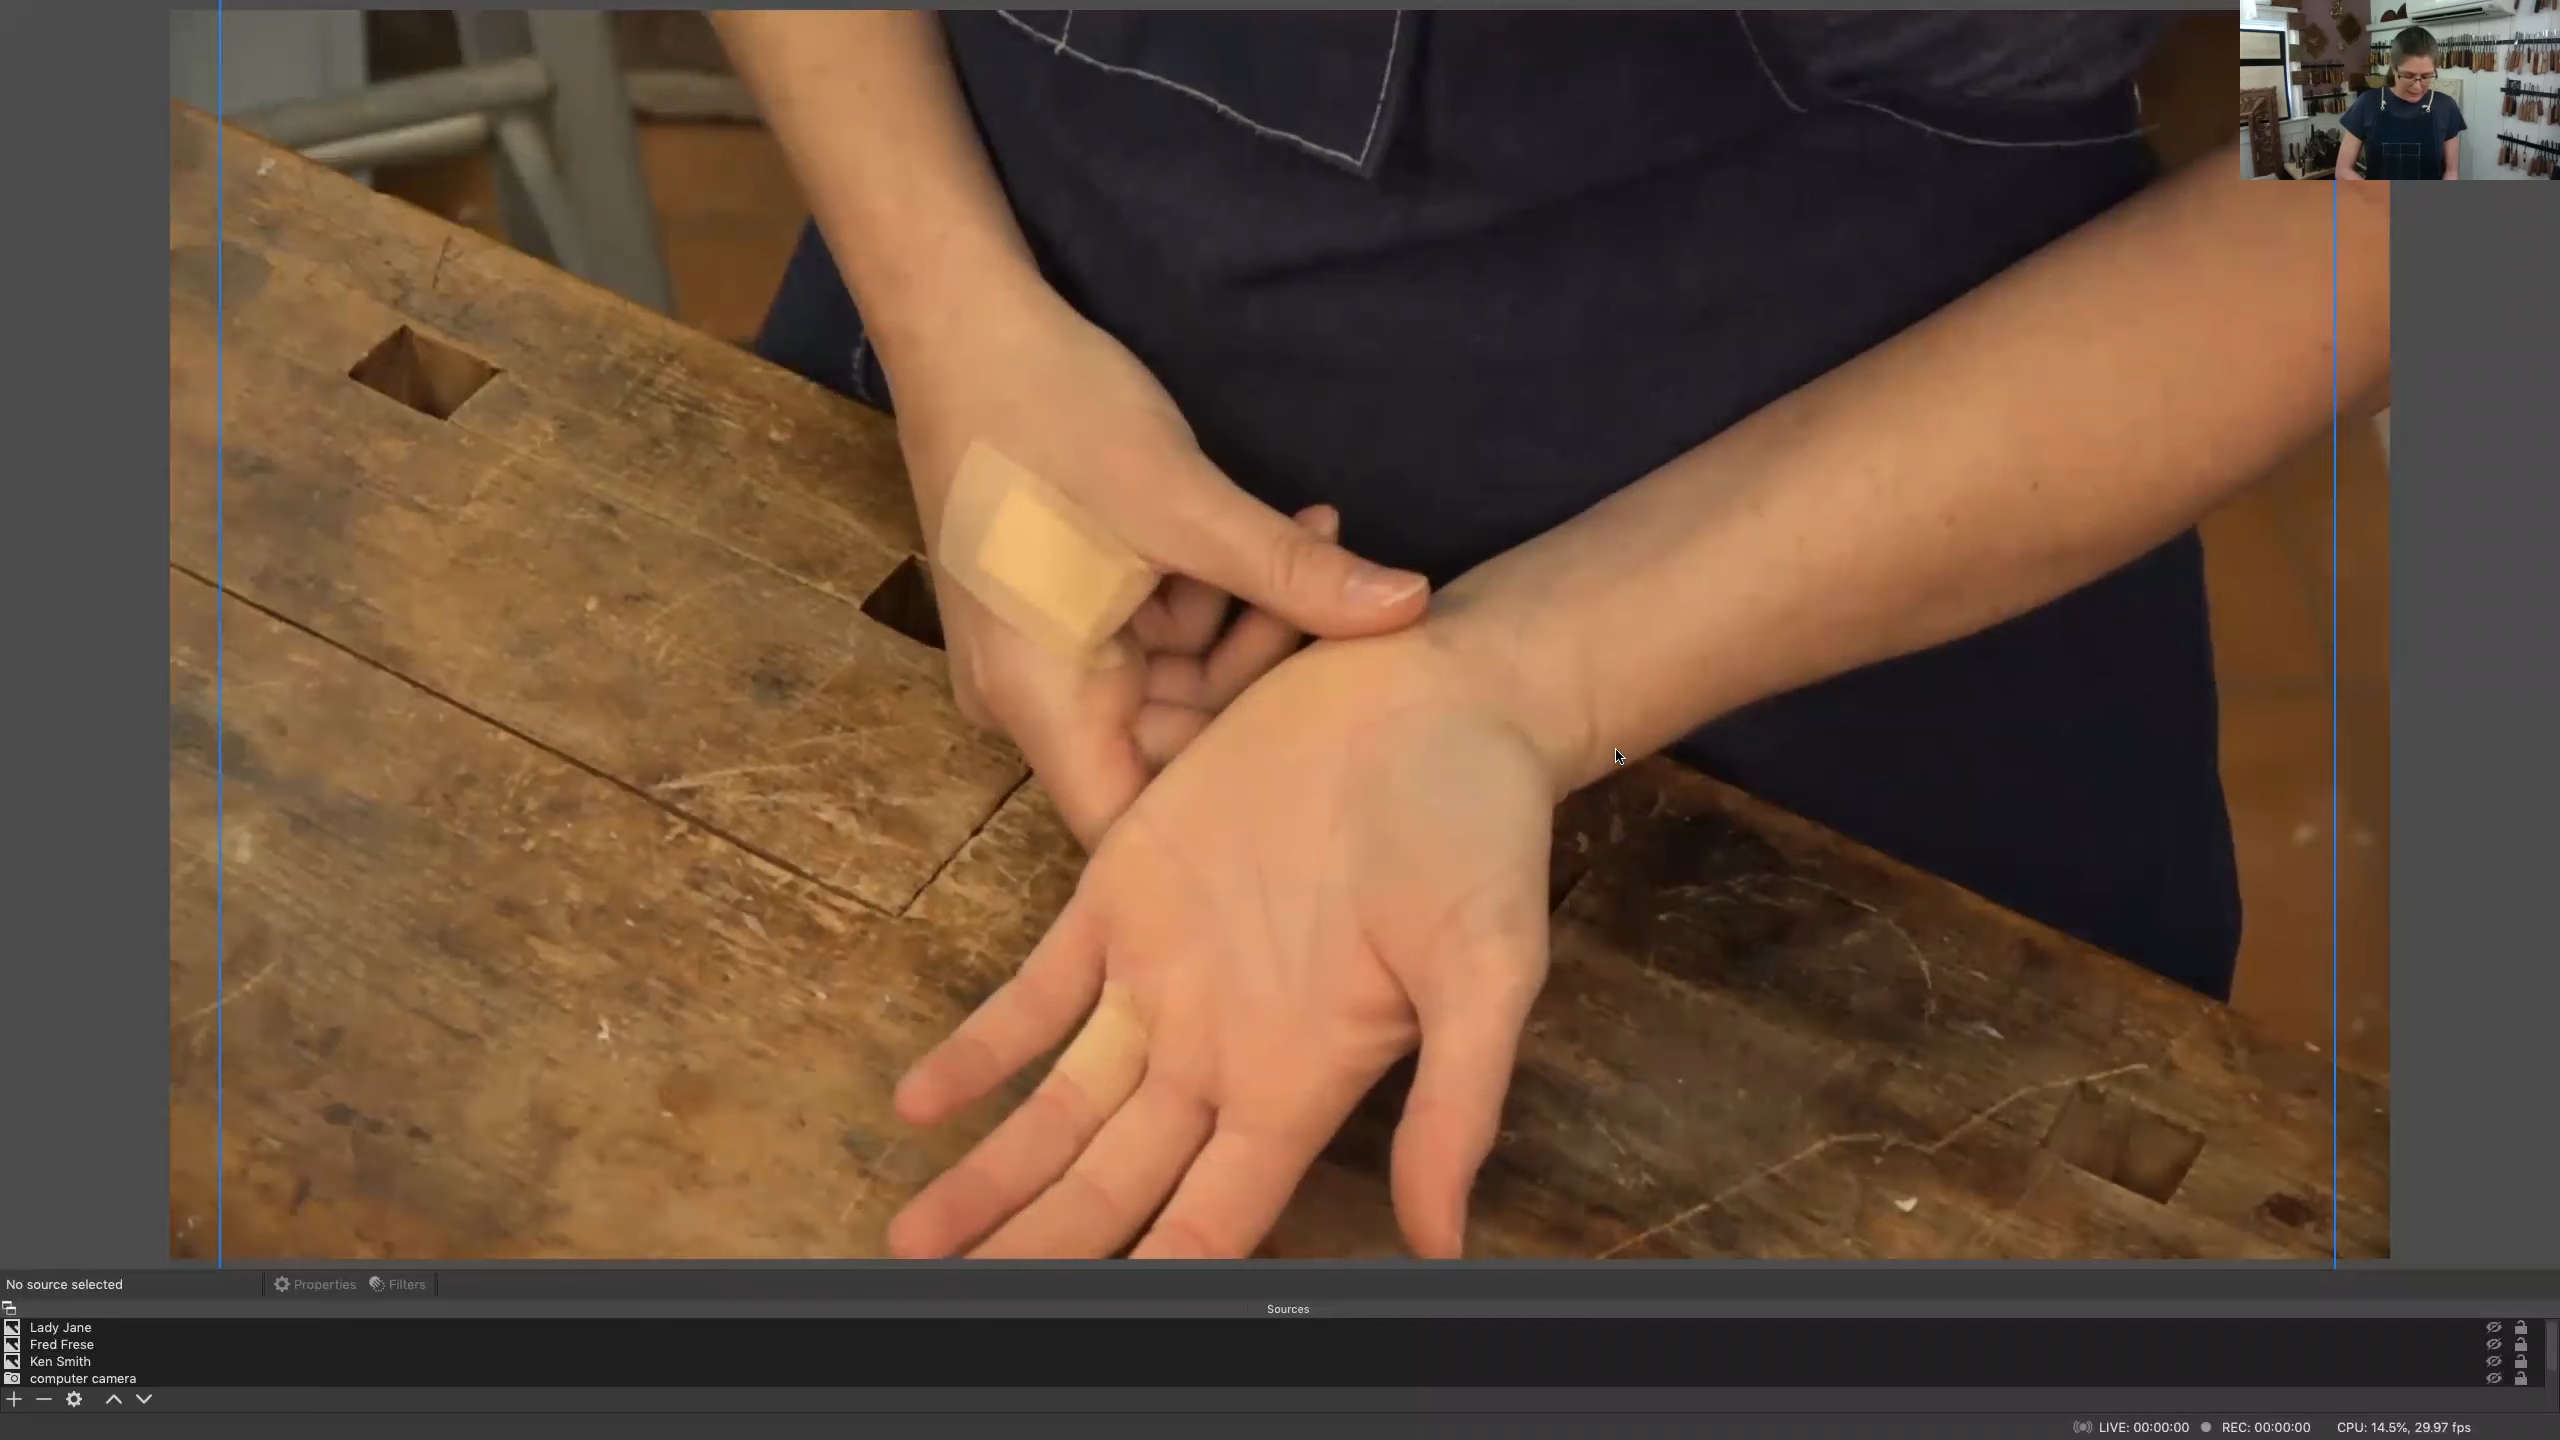 No source selected
Properties
Filters
Sources
Lady Jane
Fred Frese
Ken Smith
computer camera
LIVE: 00:00:00
REC: 00:00:00
CPU: 14.5%, 29.97 fps